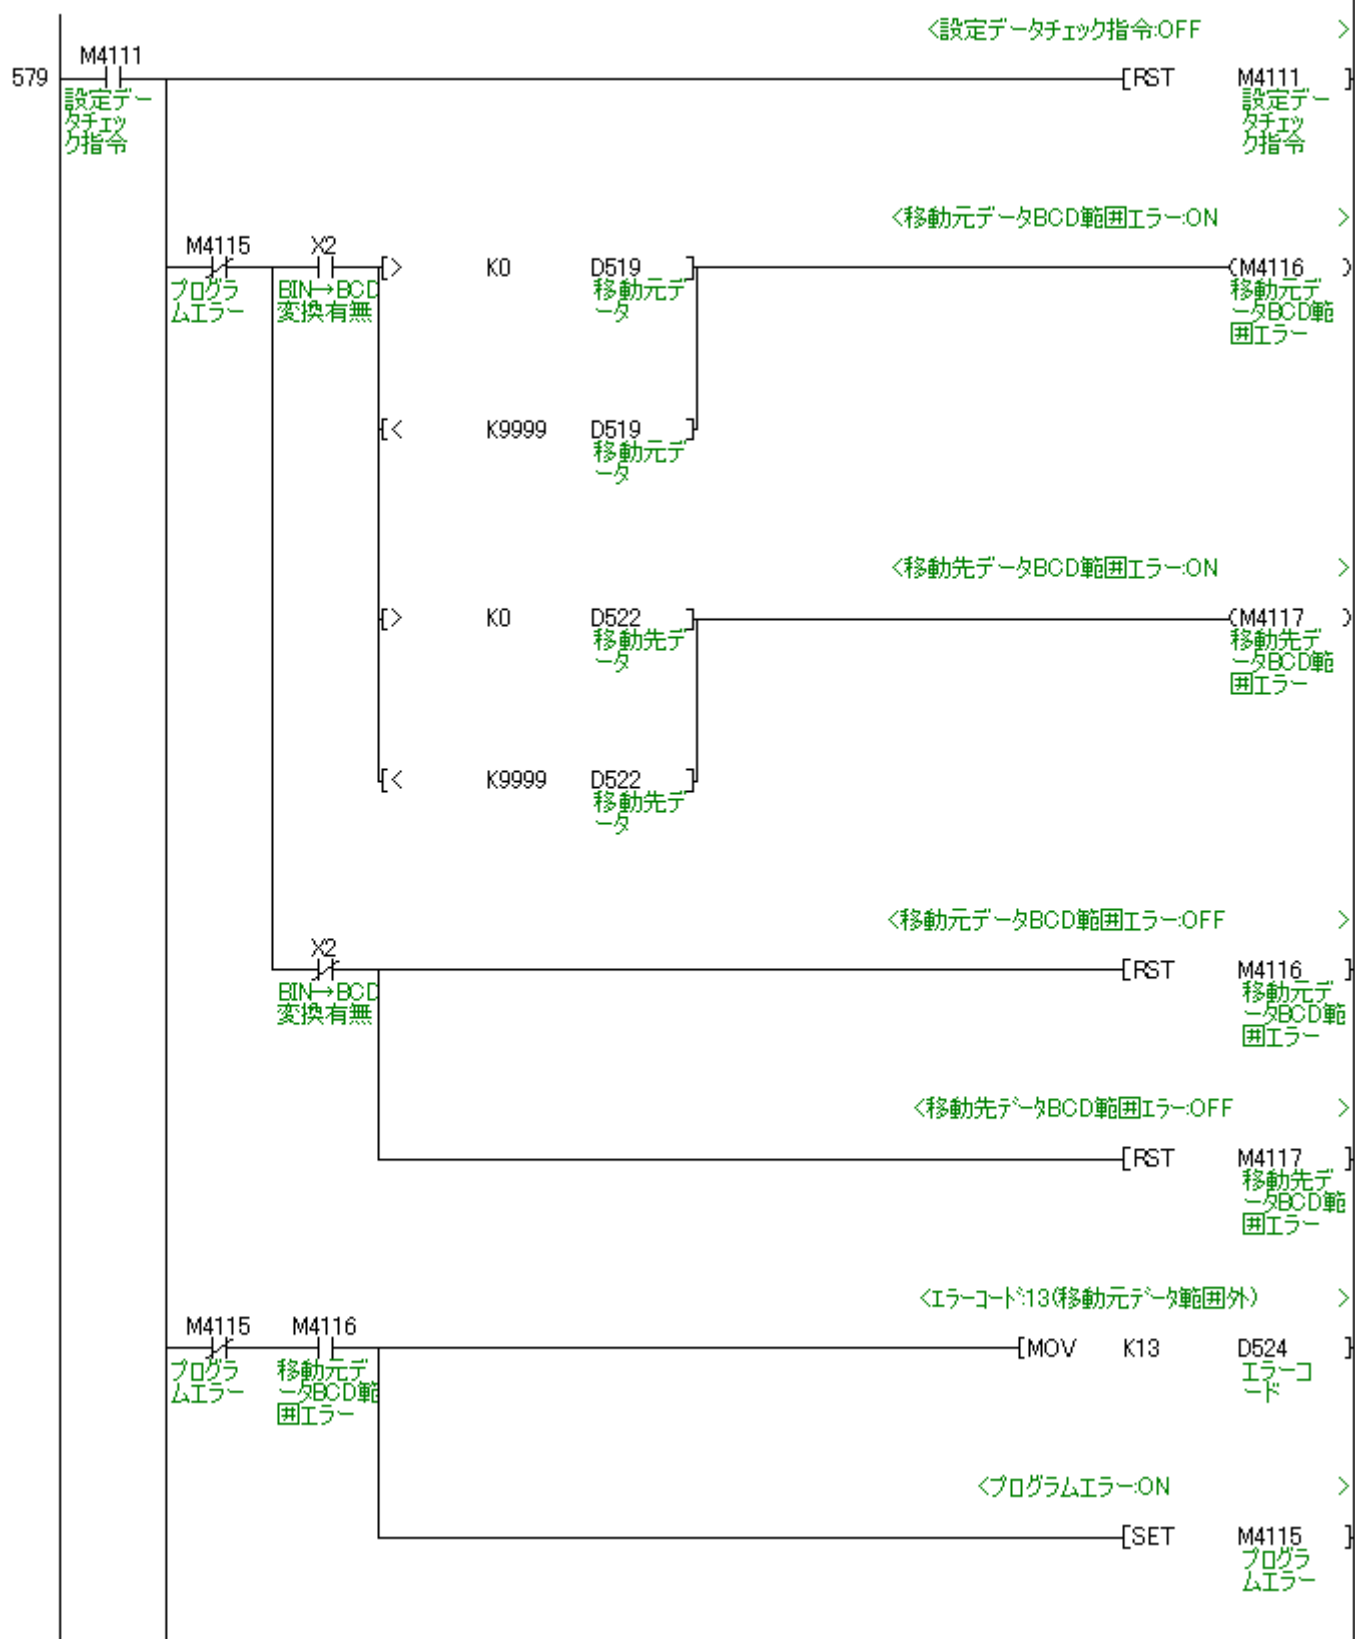 <設定データチェック指令:OFF >
M4111
579 [RST M4111 ]
設定デー
タチェッ
ク指令
設定デー
タチェッ
ク指令
<移動元データBCD範囲エラー:ON >
M4115 X2
[> K0 D519 ] (M4116 )
プログラ
ムエラー
BIN→BCD
変換有無
移動元デ
ータ
移動元デ
ータBCD範
囲エラー
[< K9999 D519 ]
移動元デ
ータ
<移動先データBCD範囲エラー:ON >
[> K0 D522 ] (M4117 )
移動先デ
ータ
移動先デ
ータBCD範
囲エラー
[< K9999 D522 ]
移動先デ
ータ
<移動元データBCD範囲エラー:OFF >
X2
[RST M4116 ]
BIN→BCD
変換有無
移動元デ
ータBCD範
囲エラー
<移動先データBCD範囲エラー:OFF >
[RST M4117 ]
移動先デ
ータBCD範
囲エラー
<エラーコード:13(移動元データ範囲外) >
M4115 M4116
[MOV K13 D524 ]
プログラ
ムエラー
移動元デ
ータBCD範
囲エラー
エラーコ
ード
<プログラムエラー:ON >
[SET M4115 ]
プログラ
ムエラー